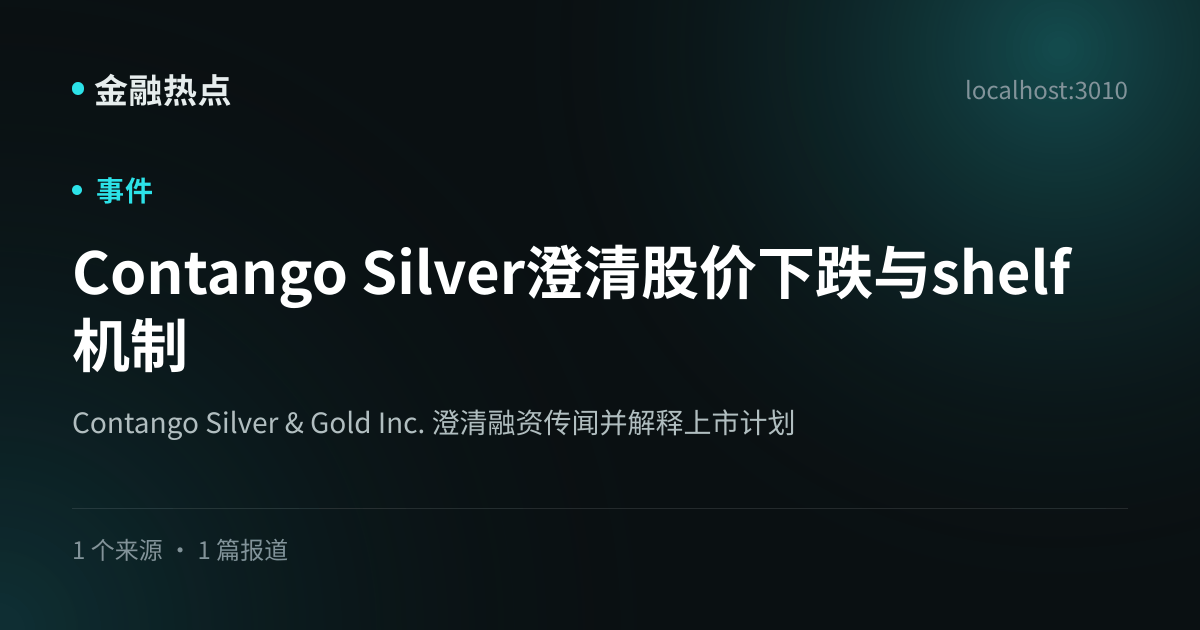 金融热点
localhost:3010
事件
Contango Silver澄清股价下跌与shelf
机制
Contango Silver & Gold Inc. 澄清融资传闻并解释上市计划
1 个来源 · 1 篇报道